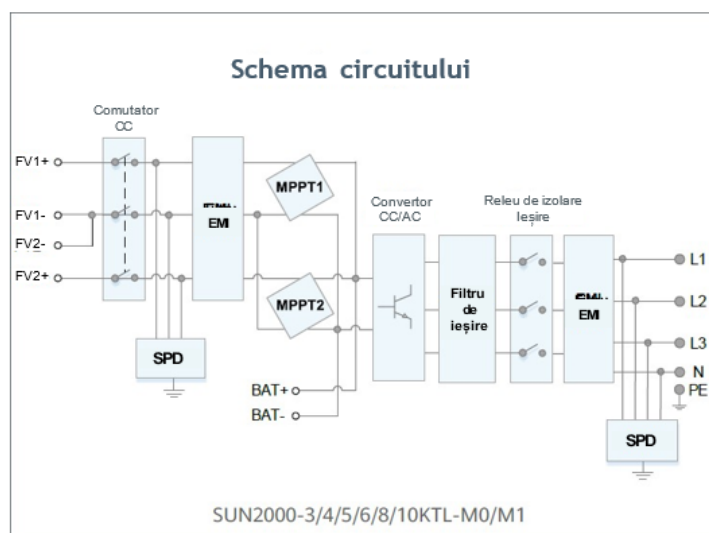 Schema circuitului
Comutator
CC
FV1+
FV1-
FV2-
FV2+
EMI
SPD
MPPT1
MPPT2
BAT+
BAT-
Convertor
CC/AC
Filtru
de
ieșire
Releu de izolare
Ieșire
EMI
L1
L2
L3
N
PE
SPD
SUN2000-3/4/5/6/8/10KTL-M0/M1